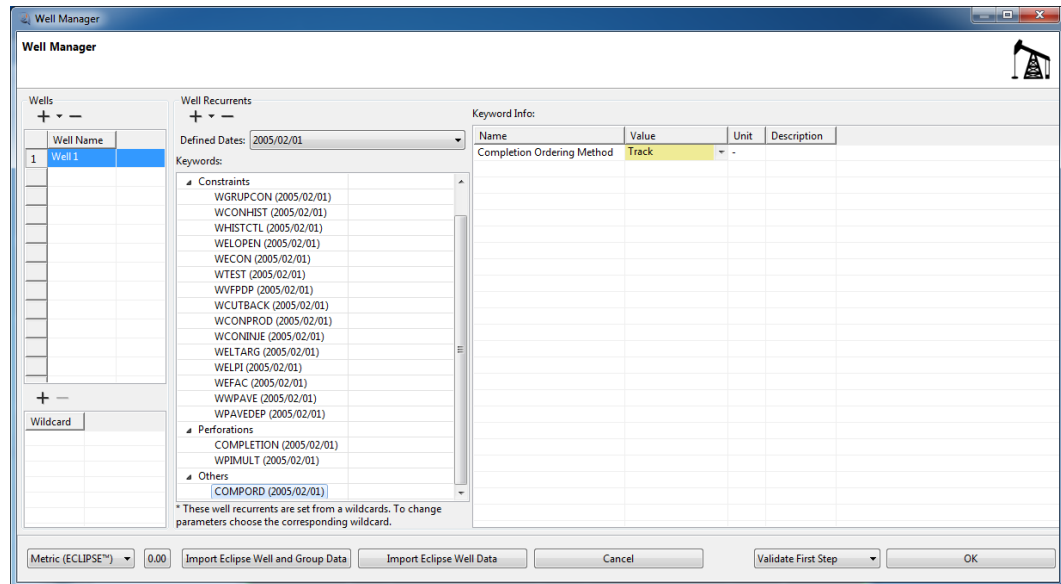 Well Manager
Well Manager
Wells
Well Name
1 Well 1
Wildcard
Well Recurrents
Defined Dates: 2005/02/01
Keywords:
Constraints
WGRUPCON (2005/02/01)
WCONHIST (2005/02/01)
WHISTCTL (2005/02/01)
WELOPEN (2005/02/01)
WECON (2005/02/01)
WTEST (2005/02/01)
WVFPDP (2005/02/01)
WCUTBACK (2005/02/01)
WCONPROD (2005/02/01)
WCONINJE (2005/02/01)
WELTARG (2005/02/01)
WELPI (2005/02/01)
WEFAC (2005/02/01)
WWPAVE (2005/02/01)
WPAVEDEP (2005/02/01)
Perforations
COMPLETION (2005/02/01)
WPIMULT (2005/02/01)
Others
COMPORD (2005/02/01)
* These well recurrents are set from a wildcards. To change
parameters choose the corresponding wildcard.
Keyword Info:
Name Value Unit Description
Completion Ordering Method Track -
Metric (ECLIPSE™) 0.00 Import Eclipse Well and Group Data Import Eclipse Well Data Cancel Validate First Step OK